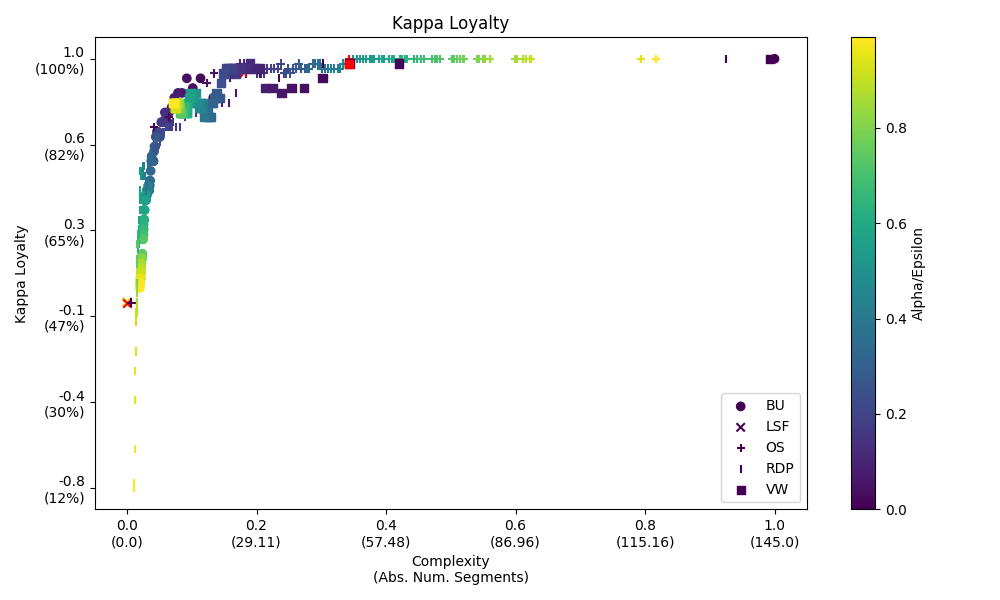 Kappa Loyalty
1.0
(100%)
0.6
(82%)
0.3
(65%)
-0.1
(47%)
-0.4
(30%)
-0.8
(12%)
Kappa Loyalty
0.0
(0.0)
0.2
(29.11)
0.4
(57.48)
0.6
(86.96)
0.8
(115.16)
1.0
(145.0)
Complexity
(Abs. Num. Segments)
BU
LSF
OS
RDP
VW
0.8
0.6
0.4
0.2
0.0
Alpha/Epsilon